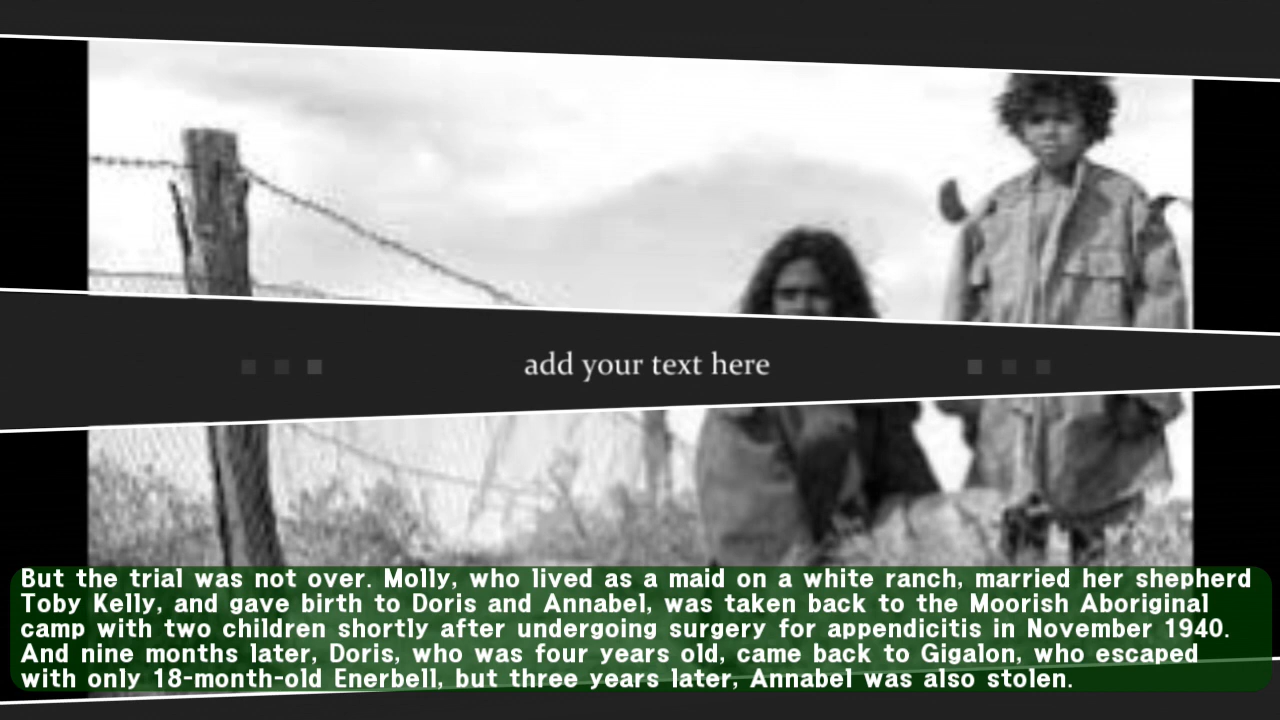 add your text here
But the trial was not over. Molly, who lived as a maid on a white ranch, married her shepherd
Toby Kelly, and gave birth to Doris and Annabel, was taken back to the Moorish Aboriginal
camp with two children shortly after undergoing surgery for appendicitis in November 1940.
And nine months later, Doris, who was four years old, came back to Gigalon, who escaped
with only 18-month-old Enerbell, but three years later, Annabel was also stolen.